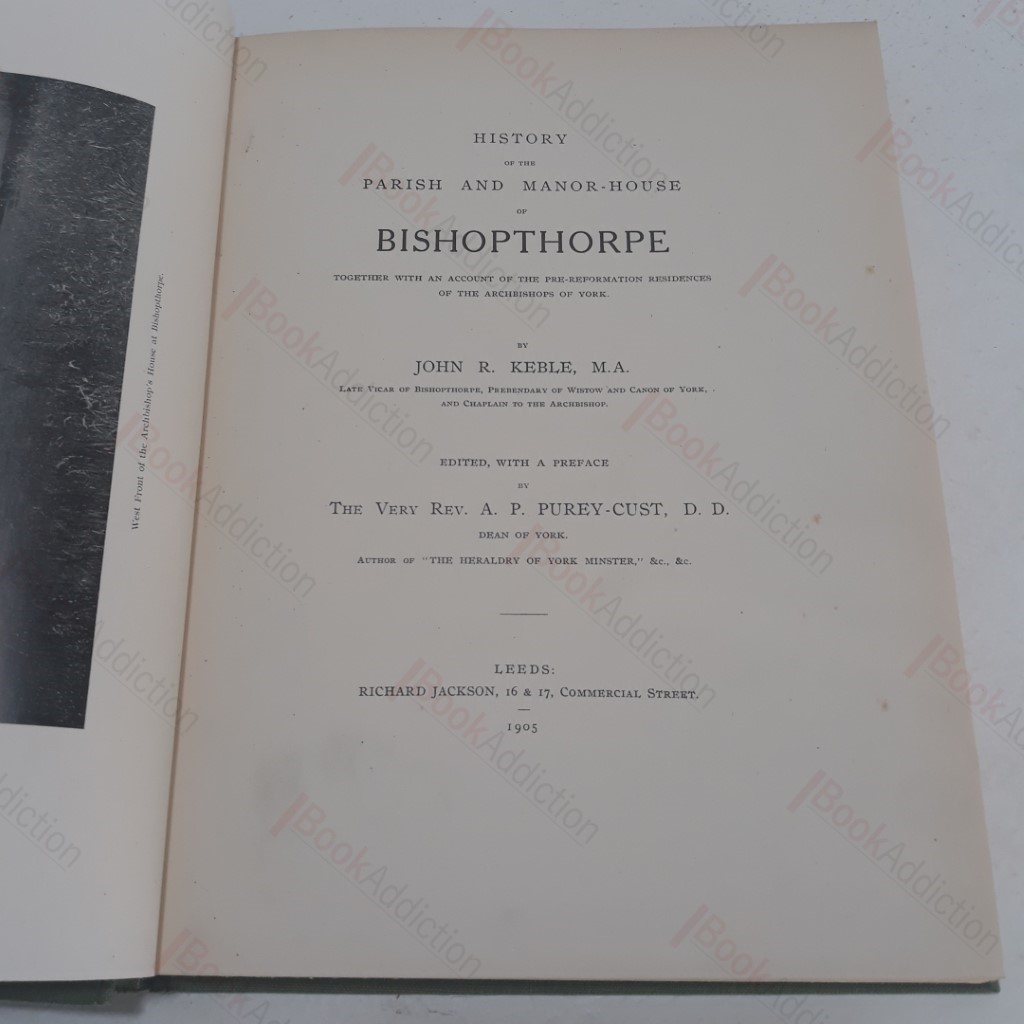 West Front of the Archbishop's House at Bishopthorpe.
HISTORY
OF THE
PARISH AND MANOR-HOUSE
OF
BISHOPTHORPE
TOGETHER WITH AN ACCOUNT OF THE PRE-REFORMATION RESIDENCES
OF THE ARCHBISHOPS OF YORK.
BY
JOHN R. KEBLE, M.A.
LATE VICAR OF BISHOPTHORPE, PREBENDARY OF WISTOW AND CANON OF YORK,
AND CHAPLAIN TO THE ARCHBISHOP.
EDITED, WITH A PREFACE
BY
THE VERY REV. A. P. PUREY-CUST, D. D.
DEAN OF YORK.
AUTHOR OF "THE HERALDRY OF YORK MINSTER," &c., &c.
LEEDS:
RICHARD JACKSON, 16 & 17, COMMERCIAL STREET.
1905
BookAddiction